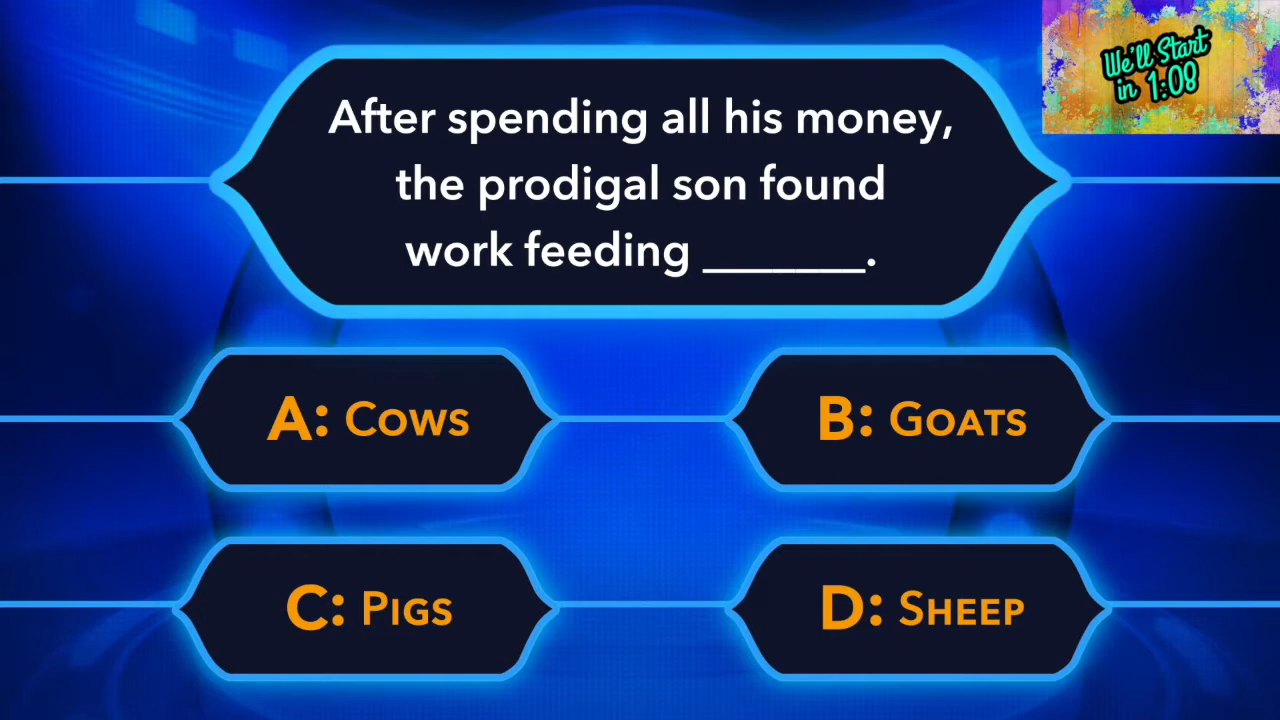 After spending all his money,
the prodigal son found
work feeding _______.
A: Cows
B: Goats
C: Pigs
D: Sheep
We'll Start
in 1:08